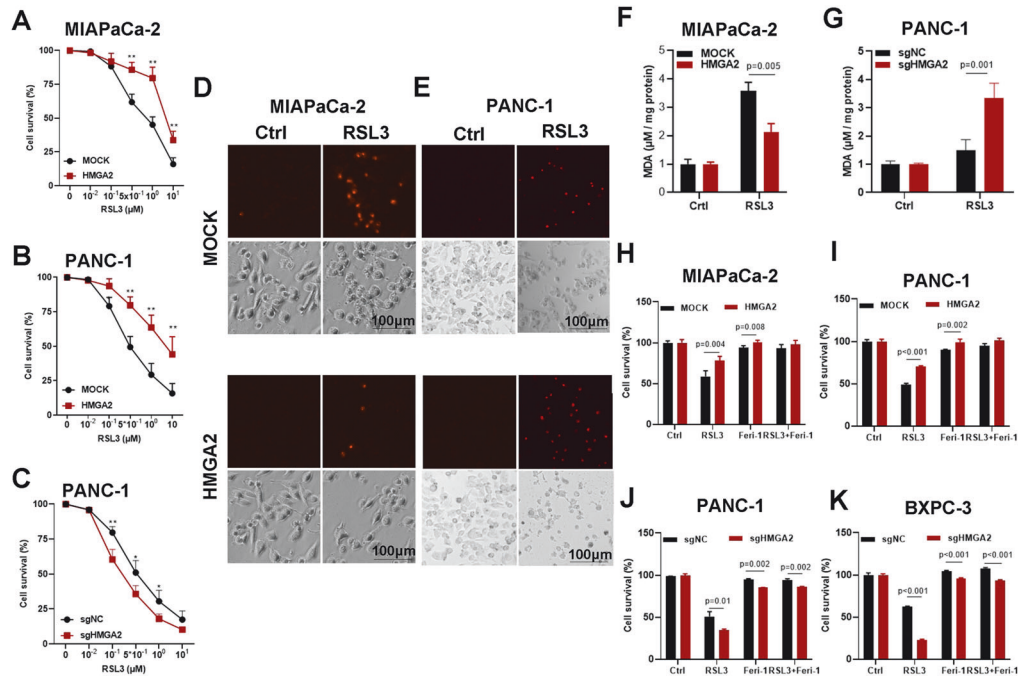 A
MIAPaCa-2
Cell survival (%)
100
75
50
25
0
MOCK
HMGA2
**
**
**
0 10⁻² 10⁻¹ 5x10⁻¹ 10⁰ 10¹
RSL3 (µM)
B
PANC-1
Cell survival (%)
100
75
50
25
0
MOCK
HMGA2
**
**
**
0 10⁻² 10⁻¹ 5*10⁻¹ 10⁰ 10
RSL3 (µM)
C
PANC-1
Cell survival (%)
100
75
50
25
0
sgNC
sgHMGA2
**
*
*
0 10⁻² 10⁻¹ 5*10⁻¹ 10⁰ 10¹
RSL3 (µM)
D
MIAPaCa-2
Ctrl RSL3
E
PANC-1
Ctrl RSL3
MOCK
100µm
100µm
HMGA2
100µm
100µm
F
MIAPaCa-2
MDA (µM / mg protein)
5
4
3
2
1
0
MOCK
HMGA2
p=0.005
Crtl RSL3
G
PANC-1
MDA (µM / mg protein)
5
4
3
2
1
0
sgNC
sgHMGA2
p=0.001
Ctrl RSL3
H
MIAPaCa-2
Cell survival (%)
150
100
50
0
MOCK HMGA2
p=0.004
p=0.008
Ctrl RSL3 Feri-1 RSL3+Feri-1
I
PANC-1
Cell survival (%)
150
100
50
0
MOCK HMGA2
p<0.001
p=0.002
Ctrl RSL3 Feri-1 RSL3+Feri-1
J
PANC-1
Cell survival (%)
150
100
50
0
sgNC sgHMGA2
p=0.01
p=0.002
p=0.002
Ctrl RSL3 Feri-1 RSL3+Feri-1
K
BXPC-3
Cell survival (%)
150
100
50
0
sgNC sgHMGA2
p<0.001
p<0.001
p<0.001
Ctrl RSL3 Feri-1 RSL3+Feri-1